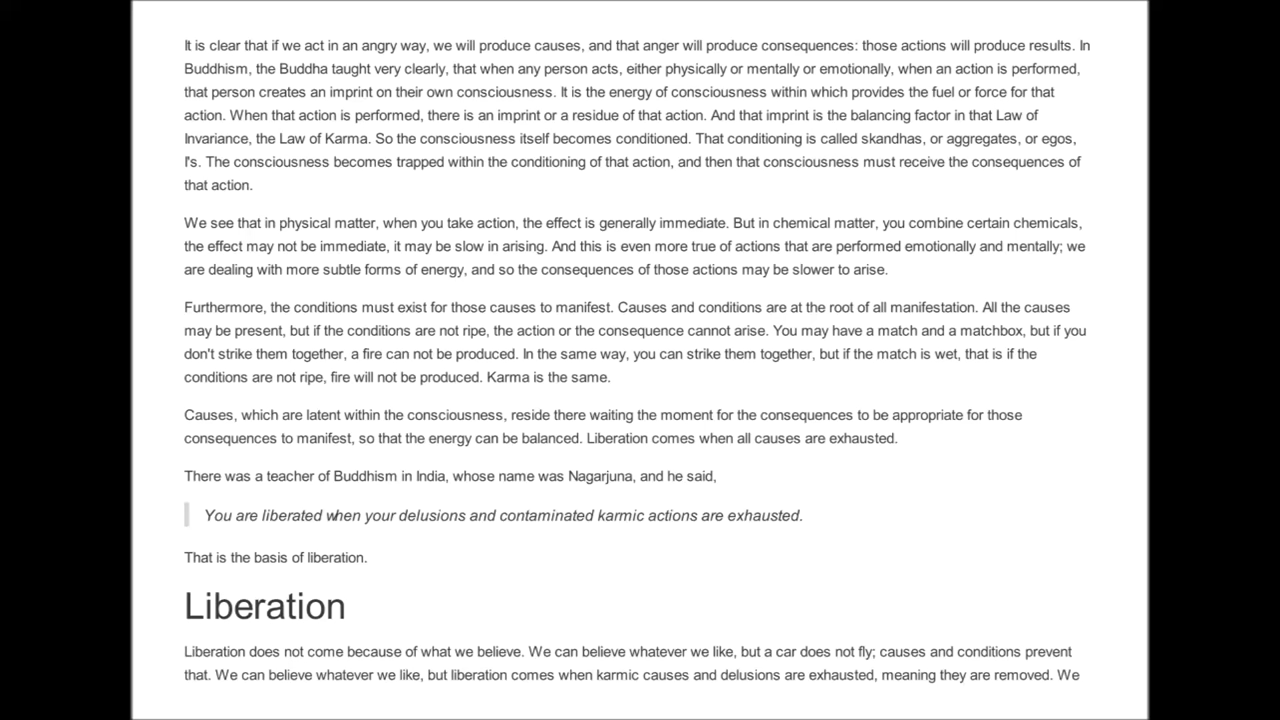 It is clear that if we act in an angry way, we will produce causes, and that anger will produce consequences: those actions will produce results. In
Buddhism, the Buddha taught very clearly, that when any person acts, either physically or mentally or emotionally, when an action is performed,
that person creates an imprint on their own consciousness. It is the energy of consciousness within which provides the fuel or force for that
action. When that action is performed, there is an imprint or a residue of that action. And that imprint is the balancing factor in that Law of
Invariance, the Law of Karma. So the consciousness itself becomes conditioned. That conditioning is called skandhas, or aggregates, or egos,
I's. The consciousness becomes trapped within the conditioning of that action, and then that consciousness must receive the consequences of
that action.
We see that in physical matter, when you take action, the effect is generally immediate. But in chemical matter, you combine certain chemicals,
the effect may not be immediate, it may be slow in arising. And this is even more true of actions that are performed emotionally and mentally; we
are dealing with more subtle forms of energy, and so the consequences of those actions may be slower to arise.
Furthermore, the conditions must exist for those causes to manifest. Causes and conditions are at the root of all manifestation. All the causes
may be present, but if the conditions are not ripe, the action or the consequence cannot arise. You may have a match and a matchbox, but if you
don't strike them together, a fire can not be produced. In the same way, you can strike them together, but if the match is wet, that is if the
conditions are not ripe, fire will not be produced. Karma is the same.
Causes, which are latent within the consciousness, reside there waiting the moment for the consequences to be appropriate for those
consequences to manifest, so that the energy can be balanced. Liberation comes when all causes are exhausted.
There was a teacher of Buddhism in India, whose name was Nagarjuna, and he said,
You are liberated when your delusions and contaminated karmic actions are exhausted.
That is the basis of liberation.
Liberation
Liberation does not come because of what we believe. We can believe whatever we like, but a car does not fly; causes and conditions prevent
that. We can believe whatever we like, but liberation comes when karmic causes and delusions are exhausted, meaning they are removed. We